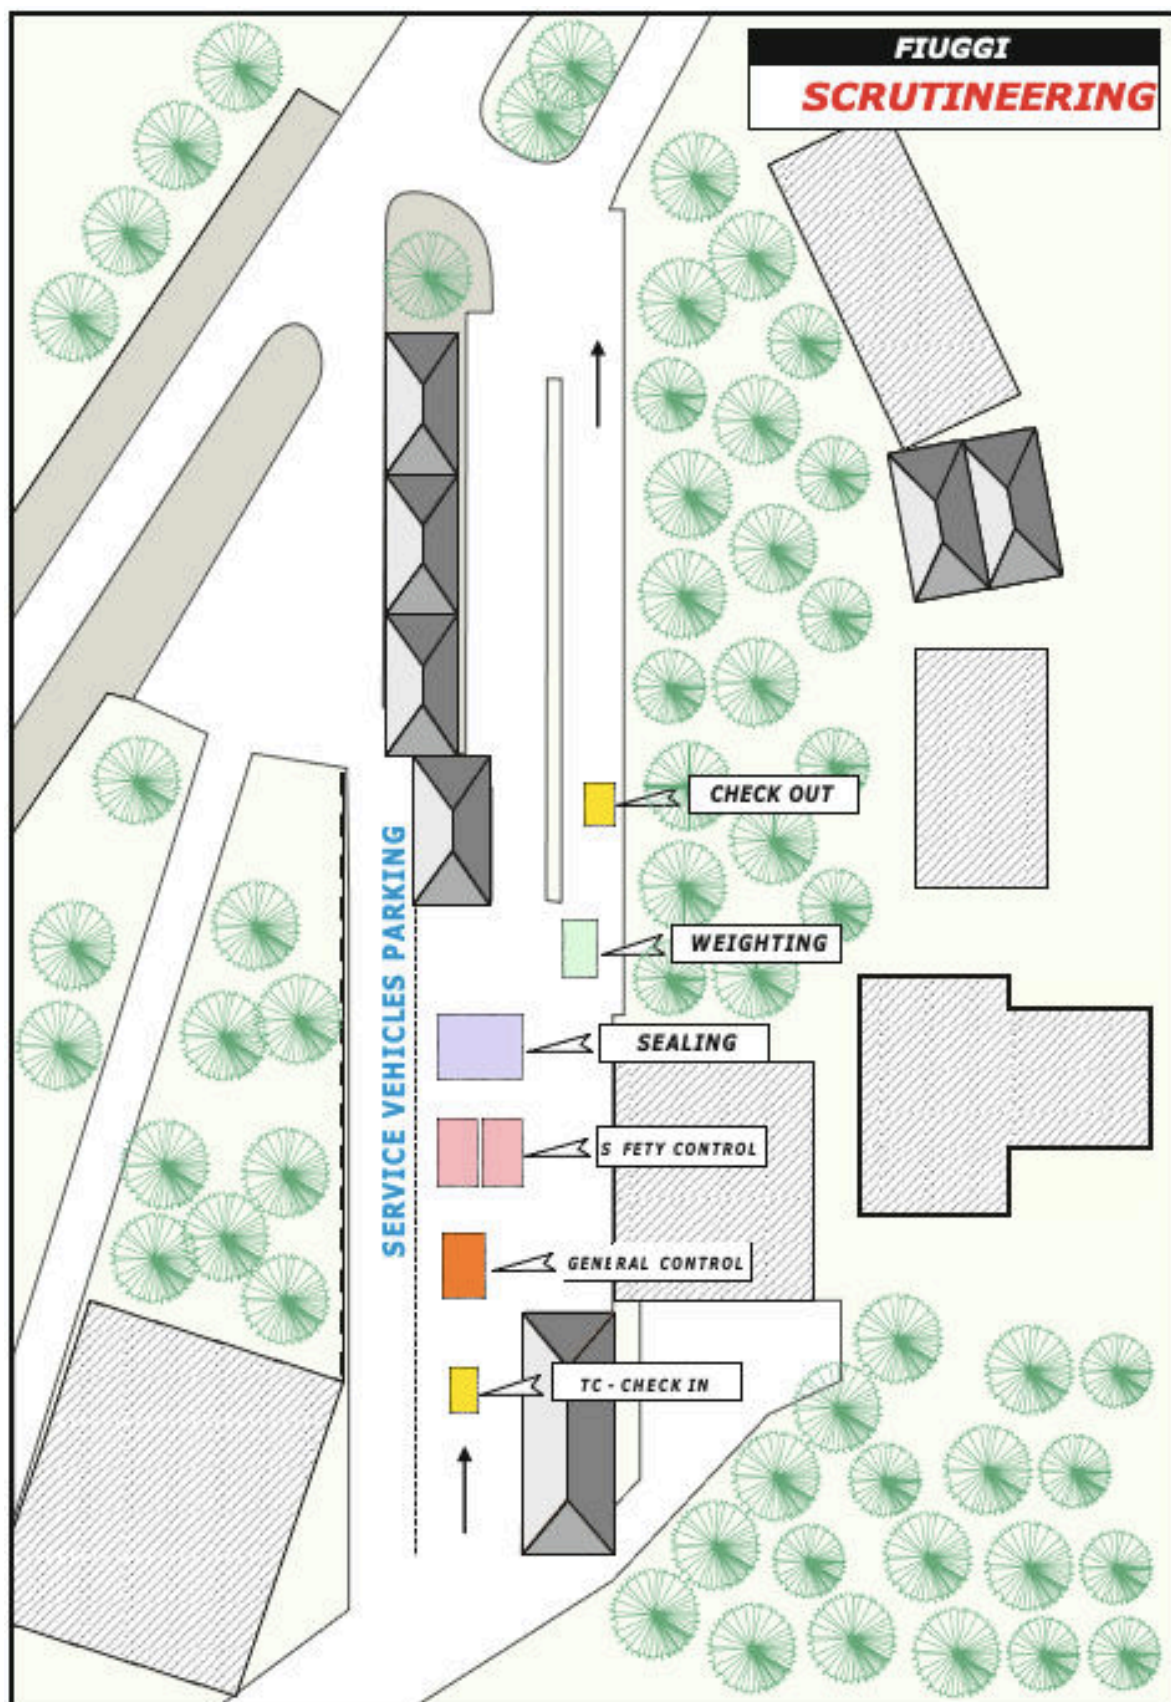 FIUGGI
SCRUTINEERING
CHECK OUT
WEIGHTING
SEALING
S FETY CONTROL
GENERAL CONTROL
TC - CHECK IN
SERVICE VEHICLES PARKING